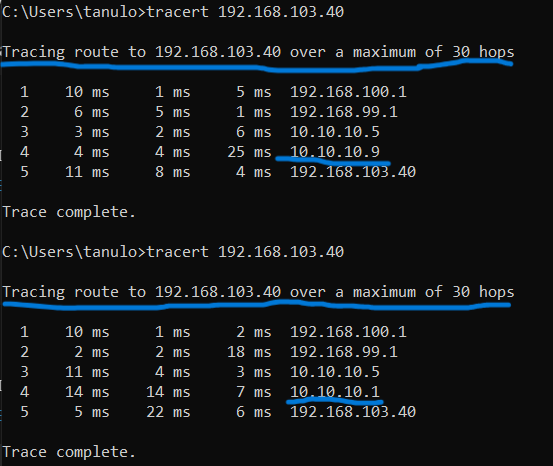 C:\Users\tanulo>tracert 192.168.103.40
Tracing route to 192.168.103.40 over a maximum of 30 hops
1 10 ms 1 ms 5 ms 192.168.100.1
2 6 ms 5 ms 1 ms 192.168.99.1
3 3 ms 2 ms 6 ms 10.10.10.5
4 4 ms 4 ms 25 ms 10.10.10.9
5 11 ms 8 ms 4 ms 192.168.103.40
Trace complete.
C:\Users\tanulo>tracert 192.168.103.40
Tracing route to 192.168.103.40 over a maximum of 30 hops
1 10 ms 1 ms 2 ms 192.168.100.1
2 2 ms 2 ms 18 ms 192.168.99.1
3 11 ms 4 ms 3 ms 10.10.10.5
4 14 ms 14 ms 7 ms 10.10.10.1
5 5 ms 22 ms 6 ms 192.168.103.40
Trace complete.